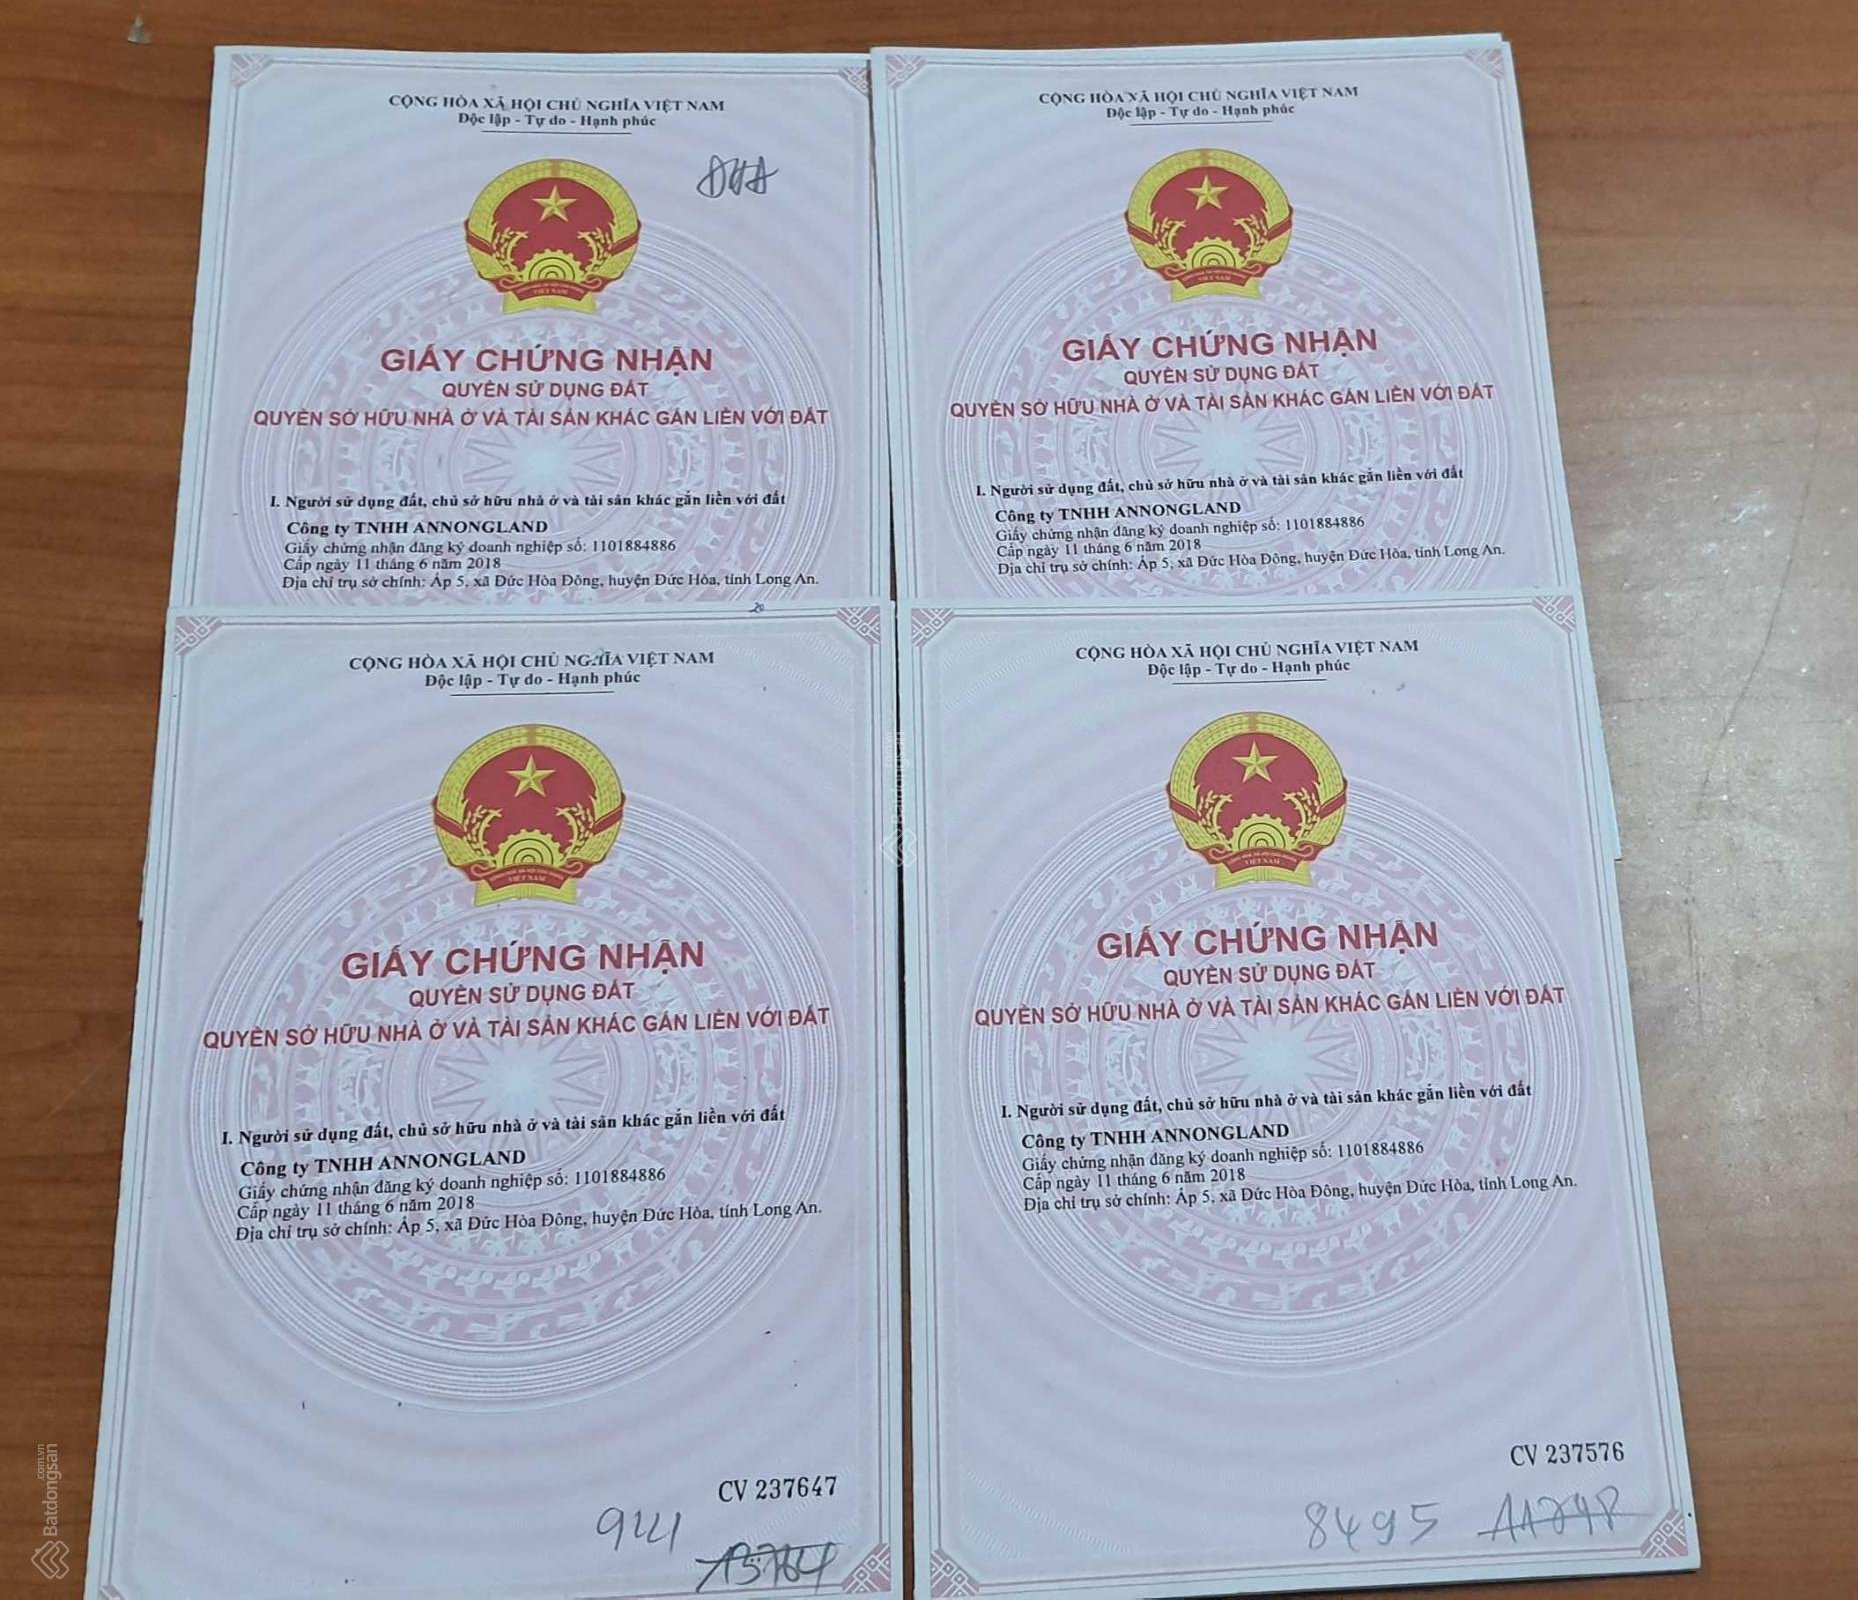 CỘNG HÒA XÃ HỘI CHỦ NGHĨA VIỆT NAM
Độc lập - Tự do - Hạnh phúc
GIẤY CHỨNG NHẬN
QUYỀN SỬ DỤNG ĐẤT
QUYỀN SỞ HỮU NHÀ Ở VÀ TÀI SẢN KHÁC GẮN LIỀN VỚI ĐẤT
I. Người sử dụng đất, chủ sở hữu nhà ở và tài sản khác gắn liền với đất
Công ty TNHH ANNONGLAND
Giấy chứng nhận đăng ký doanh nghiệp số: 1101884886
Cấp ngày 11 tháng 6 năm 2018
Địa chỉ trụ sở chính: Ấp 5, xã Đức Hòa Đông, huyện Đức Hòa, tỉnh Long An.
CỘNG HÒA XÃ HỘI CHỦ NGHĨA VIỆT NAM
Độc lập - Tự do - Hạnh phúc
GIẤY CHỨNG NHẬN
QUYỀN SỬ DỤNG ĐẤT
QUYỀN SỞ HỮU NHÀ Ở VÀ TÀI SẢN KHÁC GẮN LIỀN VỚI ĐẤT
I. Người sử dụng đất, chủ sở hữu nhà ở và tài sản khác gắn liền với đất
Công ty TNHH ANNONGLAND
Giấy chứng nhận đăng ký doanh nghiệp số: 1101884886
Cấp ngày 11 tháng 6 năm 2018
Địa chỉ trụ sở chính: Ấp 5, xã Đức Hòa Đông, huyện Đức Hòa, tỉnh Long An.
20
CỘNG HÒA XÃ HỘI CHỦ NGHĨA VIỆT NAM
Độc lập - Tự do - Hạnh phúc
VIỆT NAM
GIẤY CHỨNG NHẬN
QUYỀN SỬ DỤNG ĐẤT
QUYỀN SỞ HỮU NHÀ Ở VÀ TÀI SẢN KHÁC GẮN LIỀN VỚI ĐẤT
I. Người sử dụng đất, chủ sở hữu nhà ở và tài sản khác gắn liền với đất
Công ty TNHH ANNONGLAND
Giấy chứng nhận đăng ký doanh nghiệp số: 1101884886
Cấp ngày 11 tháng 6 năm 2018
Địa chỉ trụ sở chính: Ấp 5, xã Đức Hòa Đông, huyện Đức Hòa, tỉnh Long An.
CV 237647
CỘNG HÒA XÃ HỘI CHỦ NGHĨA VIỆT NAM
Độc lập - Tự do - Hạnh phúc
VIỆT NAM
GIẤY CHỨNG NHẬN
QUYỀN SỬ DỤNG ĐẤT
QUYỀN SỞ HỮU NHÀ Ở VÀ TÀI SẢN KHÁC GẮN LIỀN VỚI ĐẤT
I. Người sử dụng đất, chủ sở hữu nhà ở và tài sản khác gắn liền với đất
Công ty TNHH ANNONGLAND
Giấy chứng nhận đăng ký doanh nghiệp số: 1101884886
Cấp ngày 11 tháng 6 năm 2018
Địa chỉ trụ sở chính: Ấp 5, xã Đức Hòa Đông, huyện Đức Hòa, tỉnh Long An.
CV 237576
8495
Batdongsan.com.vn
Batdongsan.com.vn